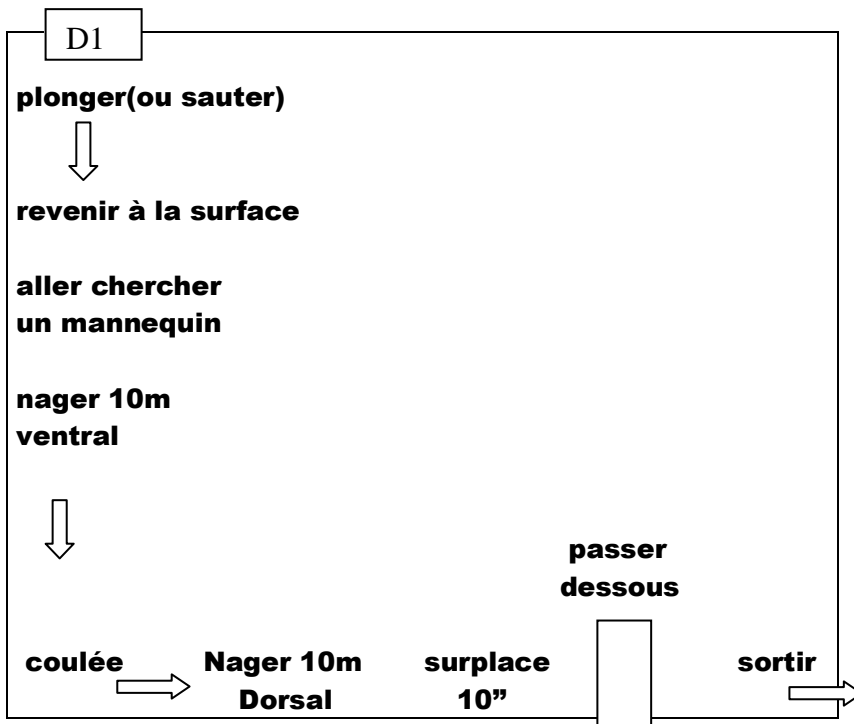 D1
plonger(ou sauter)
revenir à la surface
aller chercher
un mannequin
nager 10m
ventral
passer
dessous
coulée
Nager 10m
Dorsal
surplace
10”
sortir